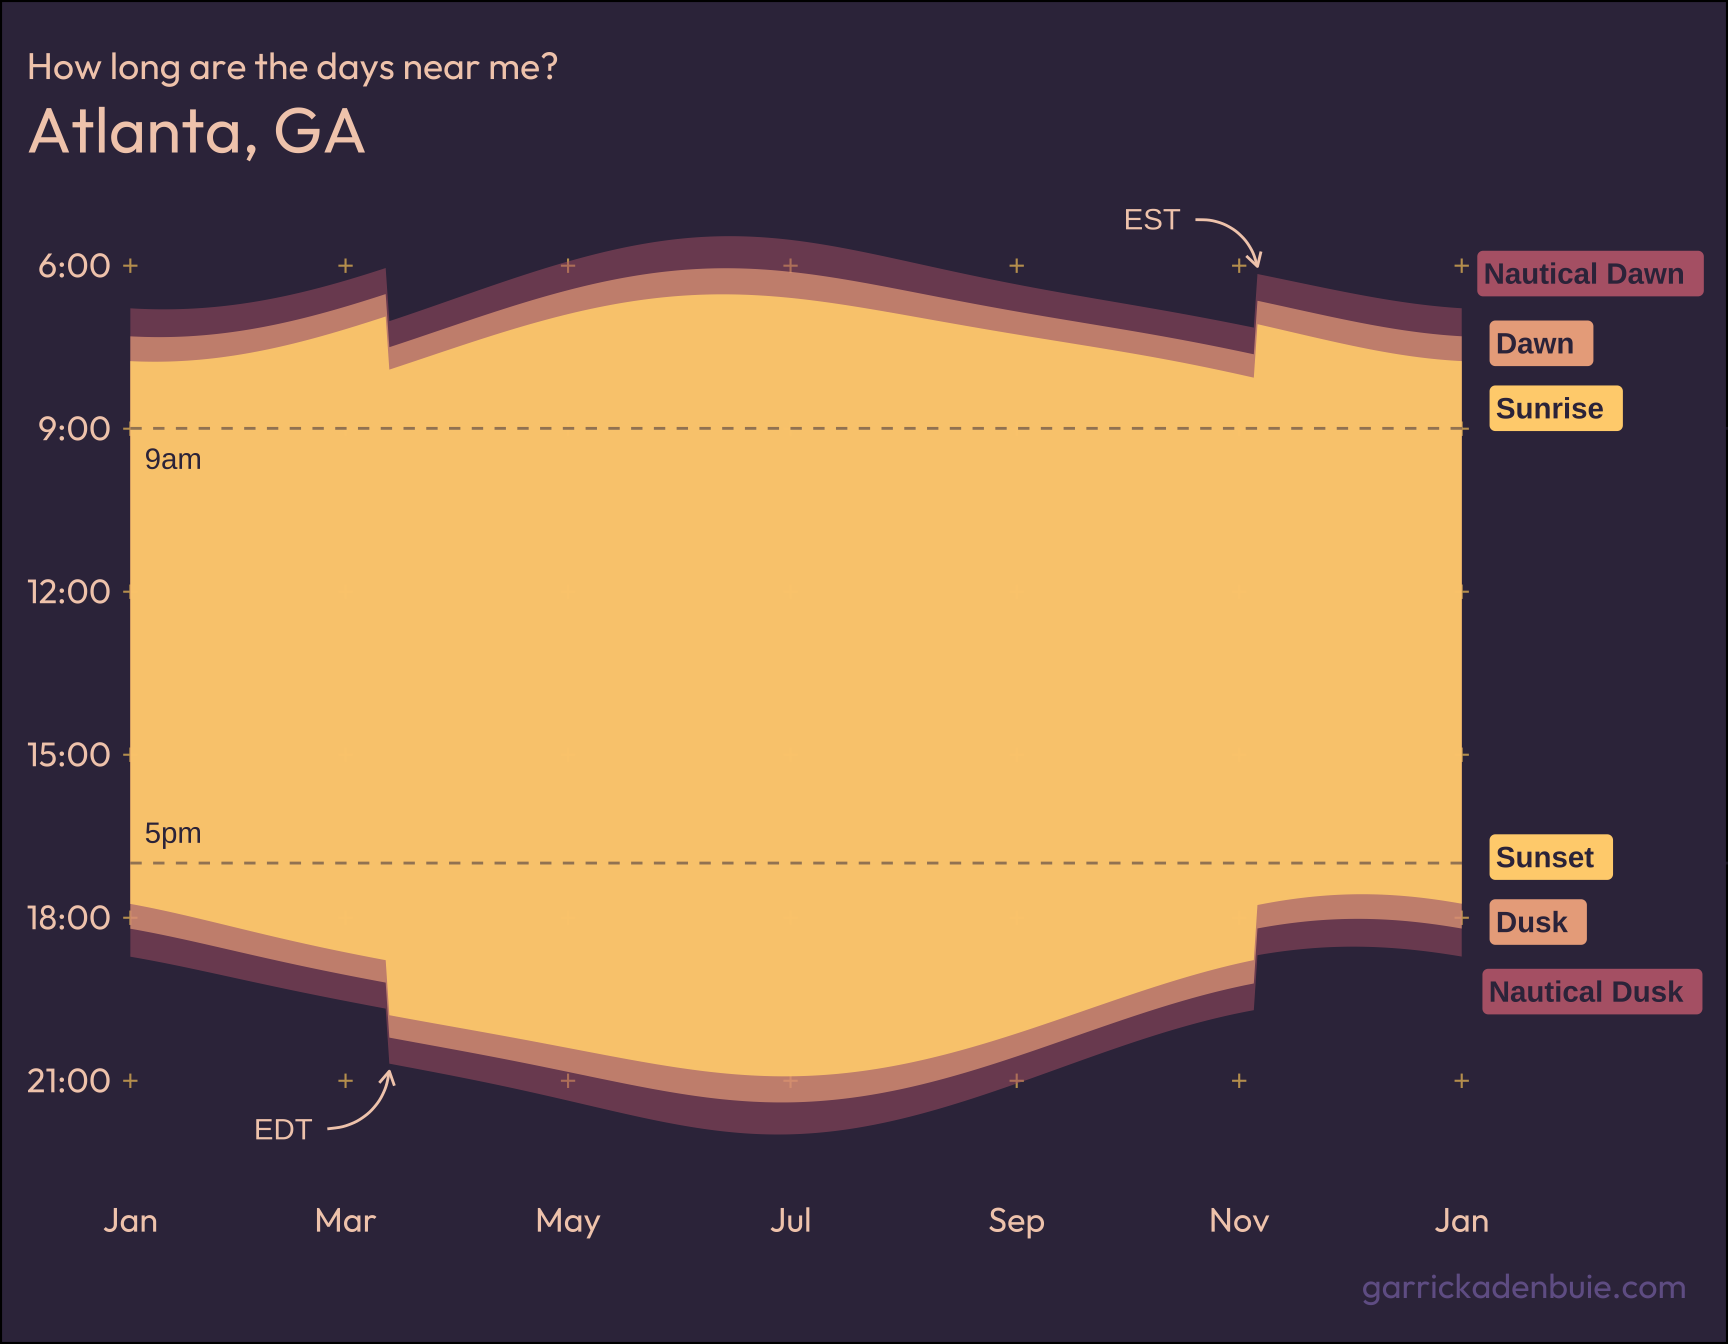 How long are the days near me?
Atlanta, GA
EST
6:00
Nautical Dawn
Dawn
Sunrise
9:00
9am
12:00
15:00
5pm
Sunset
18:00
Dusk
Nautical Dusk
21:00
EDT
Jan Mar May Jul Sep Nov Jan
garrickadenbuie.com